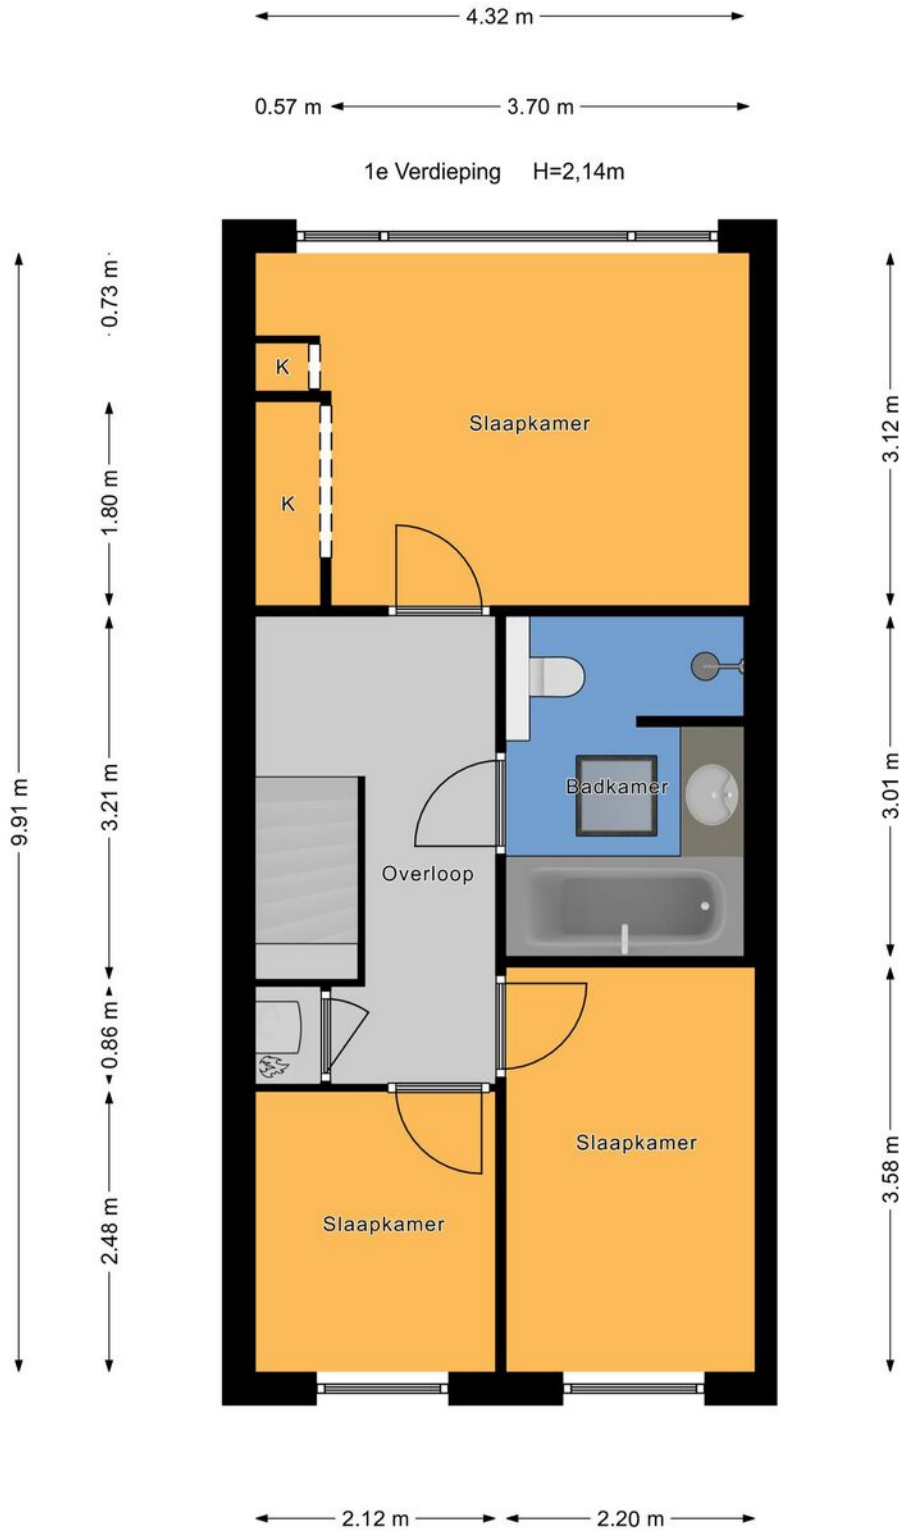 4.32 m
0.57 m
3.70 m
1e Verdieping H=2,14m
0.73 m
K
Slaapkamer
3.12 m
1.80 m
K
9.91 m
3.21 m
Badkamer
3.01 m
Overloop
0.86 m
Slaapkamer
3.58 m
2.48 m
Slaapkamer
2.12 m
2.20 m